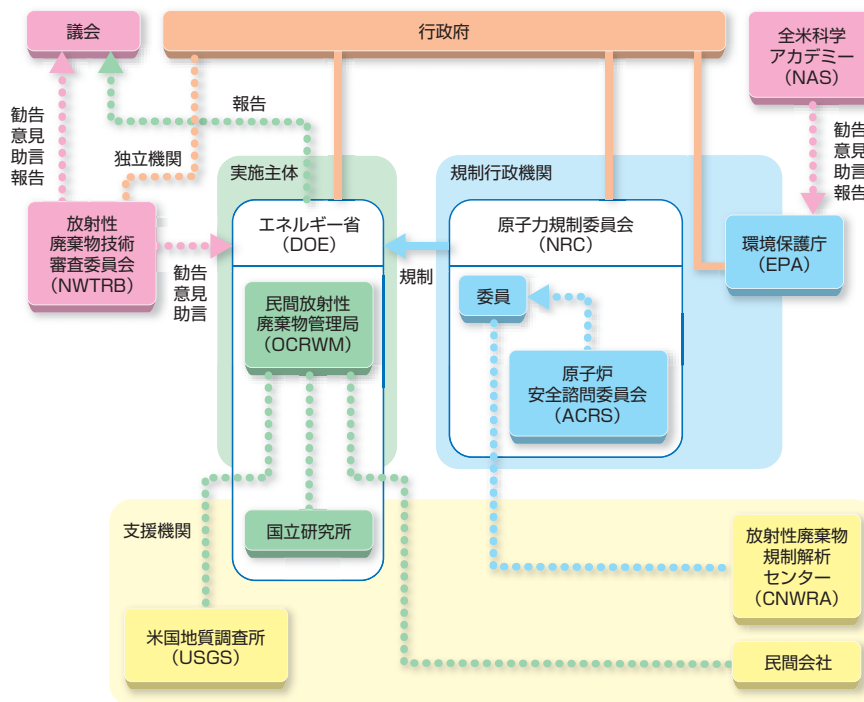 議会
行政府
全米科学
アカデミー
(NAS)
勧告
意見
助言
報告
報告
独立機関
勧告
意見
助言
報告
実施主体
規制行政機関
放射性
廃棄物技術
審査委員会
(NWTRB)
エネルギー省
(DOE)
原子力規制委員会
(NRC)
環境保護庁
(EPA)
勧告
意見
助言
規制
民間放射性
廃棄物管理局
(OCRWM)
委員
原子炉
安全諮問委員会
(ACRS)
支援機関
国立研究所
放射性廃棄物
規制解析
センター
(CNWRA)
米国地質調査所
(USGS)
民間会社